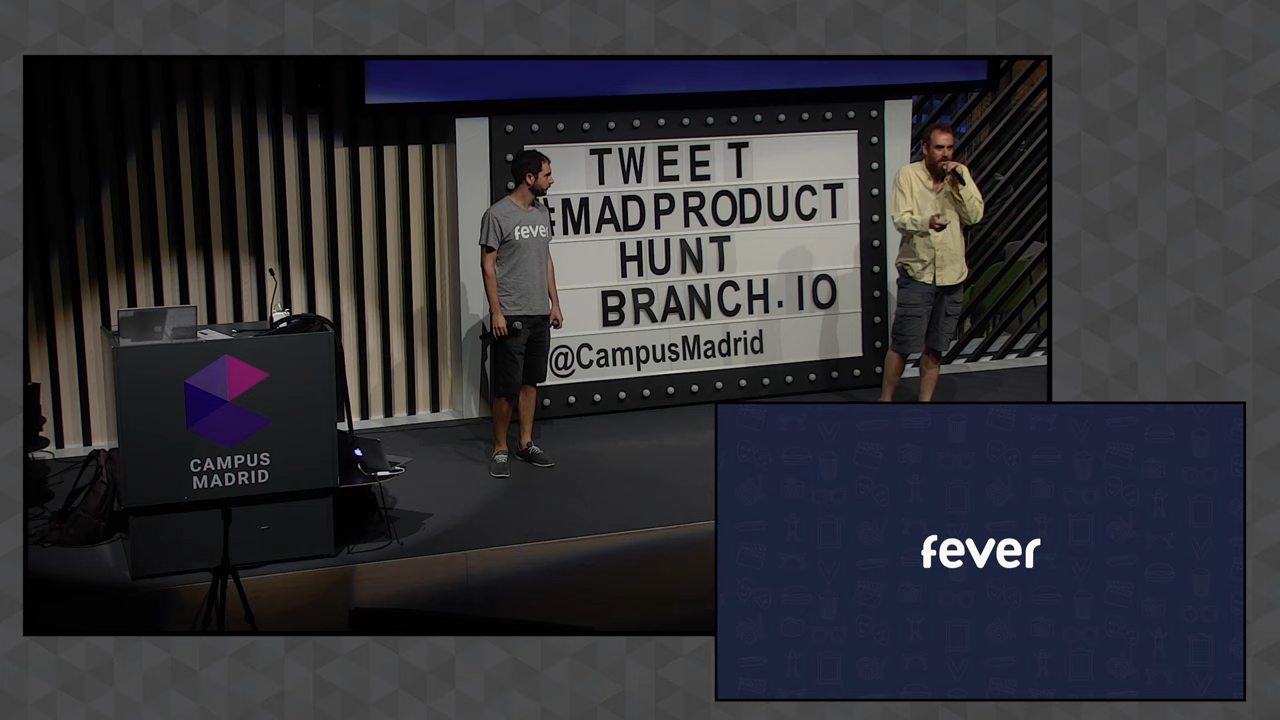 TWEET
#MADPRODUCT
HUNT
BRANCH.IO
@CampusMadrid
fever
CAMPUS
MADRID
fever